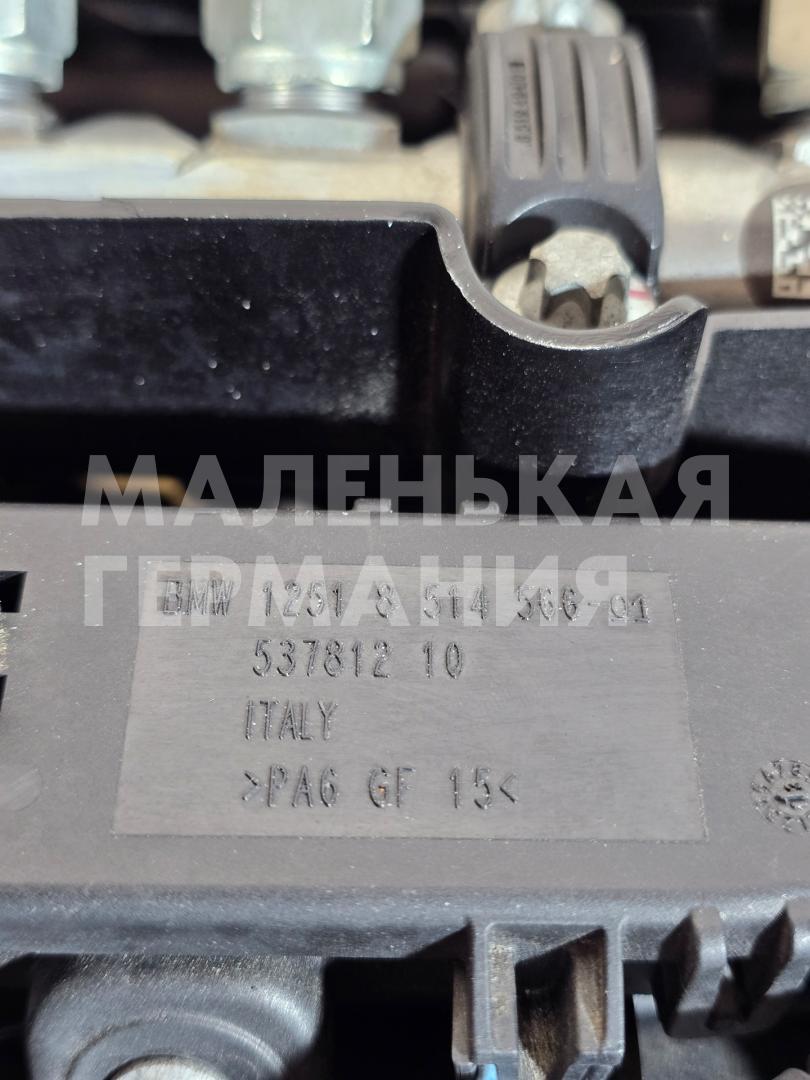 МАЛЕНЬКАЯ
ГЕРМАНИЯ
BMW 1251 8 514 566-01
537812 10
ITALY
>PA6 GF 15<